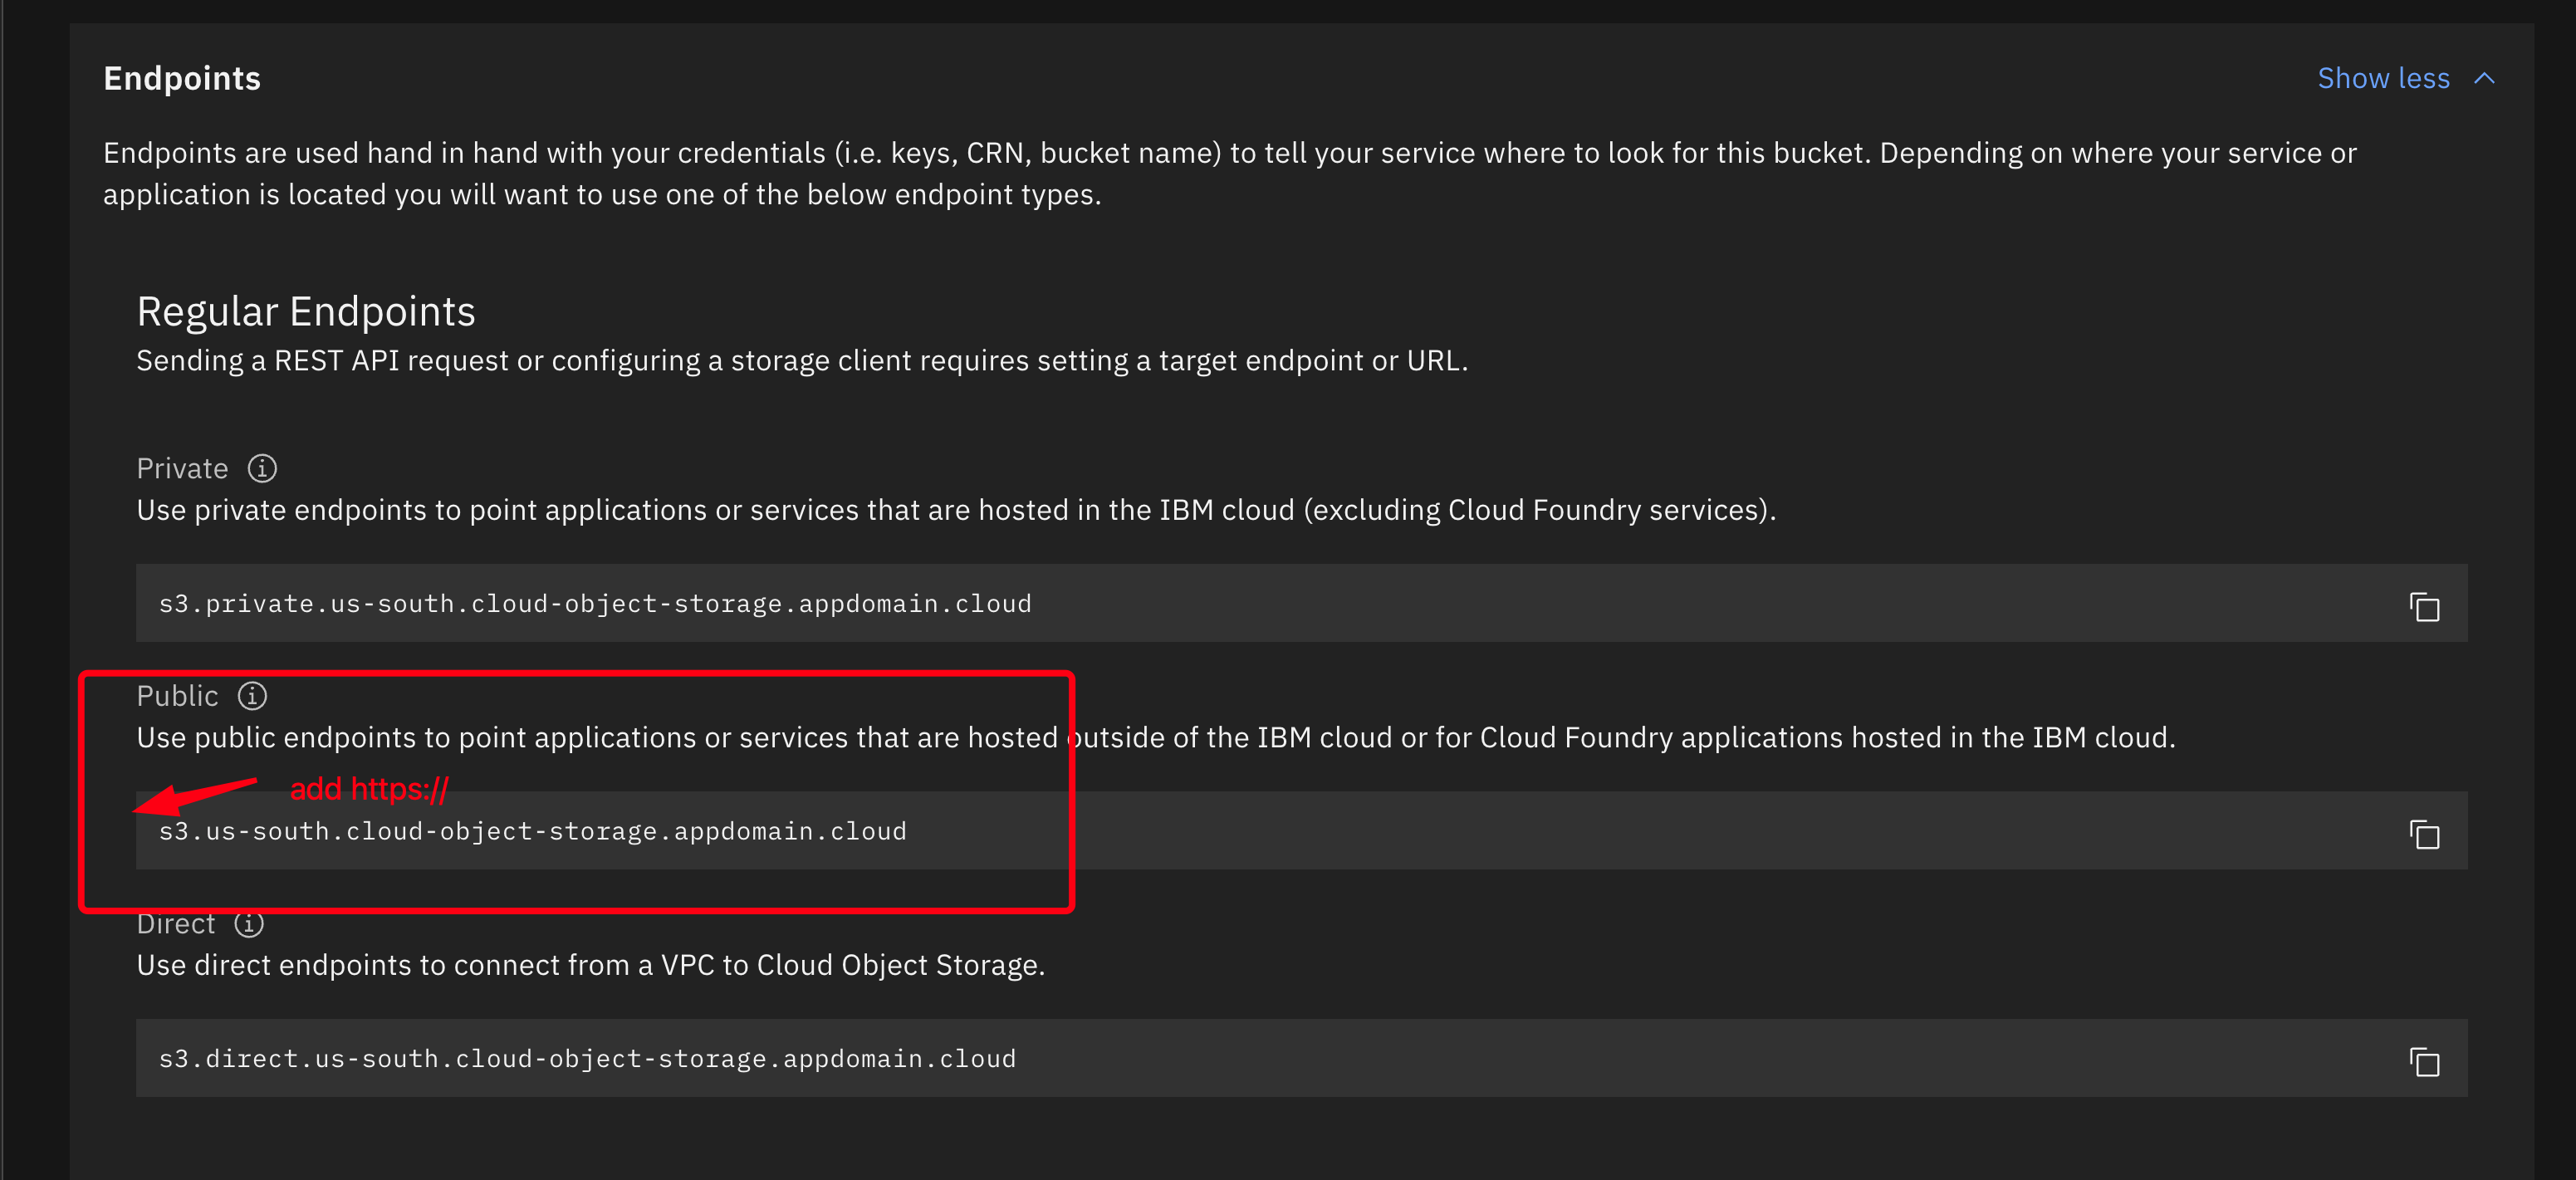 Endpoints
Show less
Endpoints are used hand in hand with your credentials (i.e. keys, CRN, bucket name) to tell your service where to look for this bucket. Depending on where your service or
application is located you will want to use one of the below endpoint types.
Regular Endpoints
Sending a REST API request or configuring a storage client requires setting a target endpoint or URL.
Private
Use private endpoints to point applications or services that are hosted in the IBM cloud (excluding Cloud Foundry services).
s3.private.us-south.cloud-object-storage.appdomain.cloud
Public
Use public endpoints to point applications or services that are hosted outside of the IBM cloud or for Cloud Foundry applications hosted in the IBM cloud.
add https://
s3.us-south.cloud-object-storage.appdomain.cloud
Direct
Use direct endpoints to connect from a VPC to Cloud Object Storage.
s3.direct.us-south.cloud-object-storage.appdomain.cloud